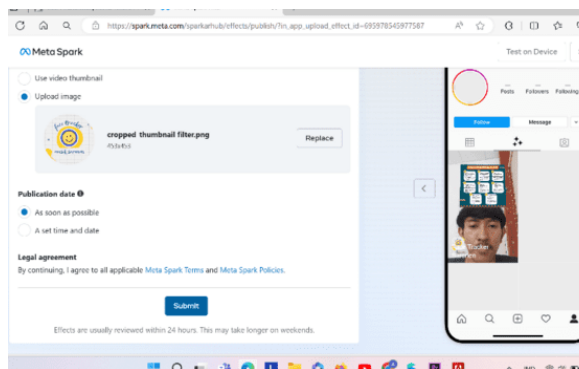 https://spark.meta.com/sparkarhub/effects/publish/?in_app_upload_effect_id=695978545977587
Meta Spark
Test on Device
Use video thumbnail
Upload image
cropped thumbnail filter.png
Replace
Publication date
As soon as possible
A set time and date
Legal agreement
By continuing, I agree to all applicable Meta Spark Terms and Meta Spark Policies.
Submit
Effects are usually reviewed within 24 hours. This may take longer on weekends.
Posts Followers Following
Follow
Message